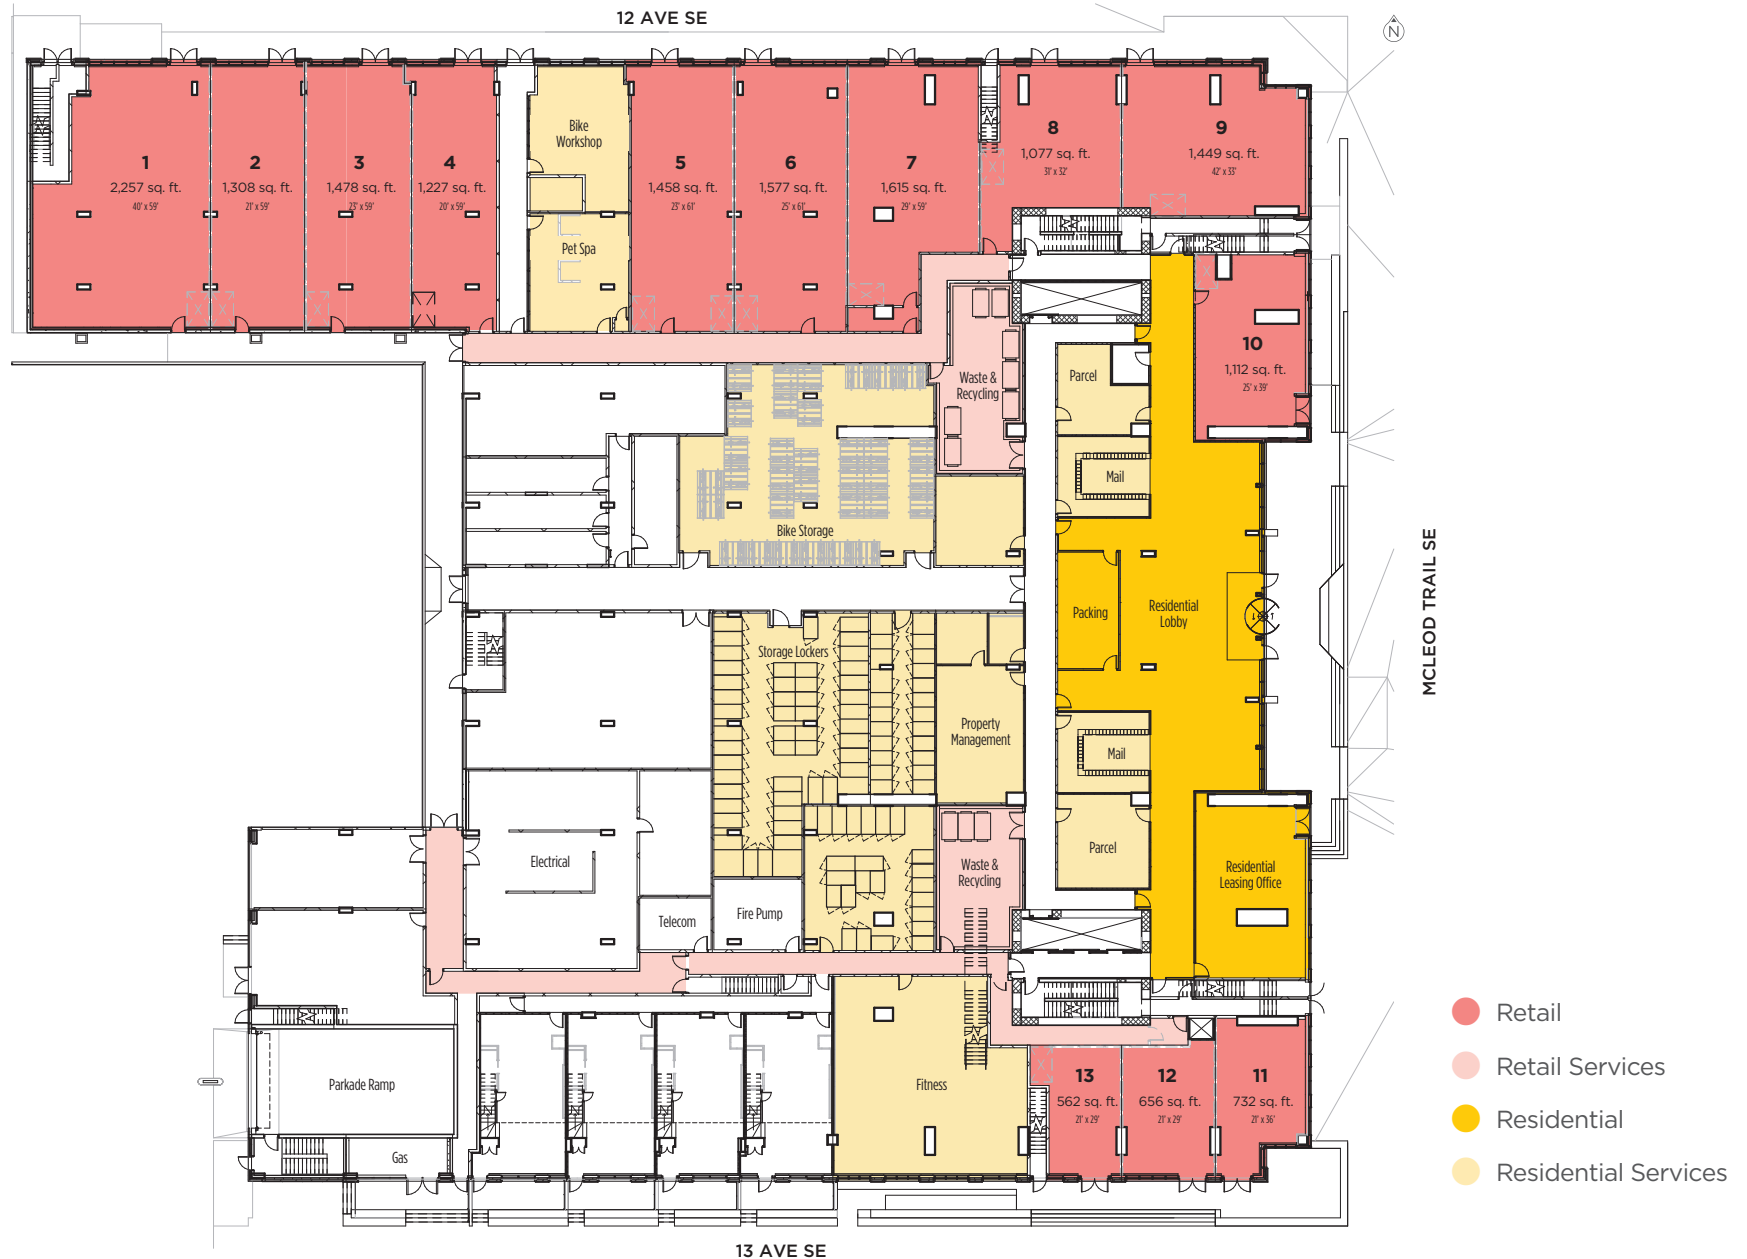 12 AVE SE
N
1
2,257 sq. ft.
40' x 59'
2
1,308 sq. ft.
21' x 59'
3
1,478 sq. ft.
23' x 59'
4
1,227 sq. ft.
20' x 59'
Bike
Workshop
Pet Spa
5
1,458 sq. ft.
23' x 61'
6
1,577 sq. ft.
25' x 61'
7
1,615 sq. ft.
29' x 59'
8
1,077 sq. ft.
31' x 32'
9
1,449 sq. ft.
42' x 33'
10
1,112 sq. ft.
25' x 39'
Waste &
Recycling
Parcel
Mail
Bike Storage
Packing
Residential
Lobby
MCLEOD TRAIL SE
Storage Lockers
Property
Management
Mail
Parcel
Electrical
Waste &
Recycling
Residential
Leasing Office
Telecom
Fire Pump
Parkade Ramp
Gas
Fitness
13
562 sq. ft.
21' x 29'
12
656 sq. ft.
21' x 29'
11
732 sq. ft.
21' x 36'
Retail
Retail Services
Residential
Residential Services
13 AVE SE